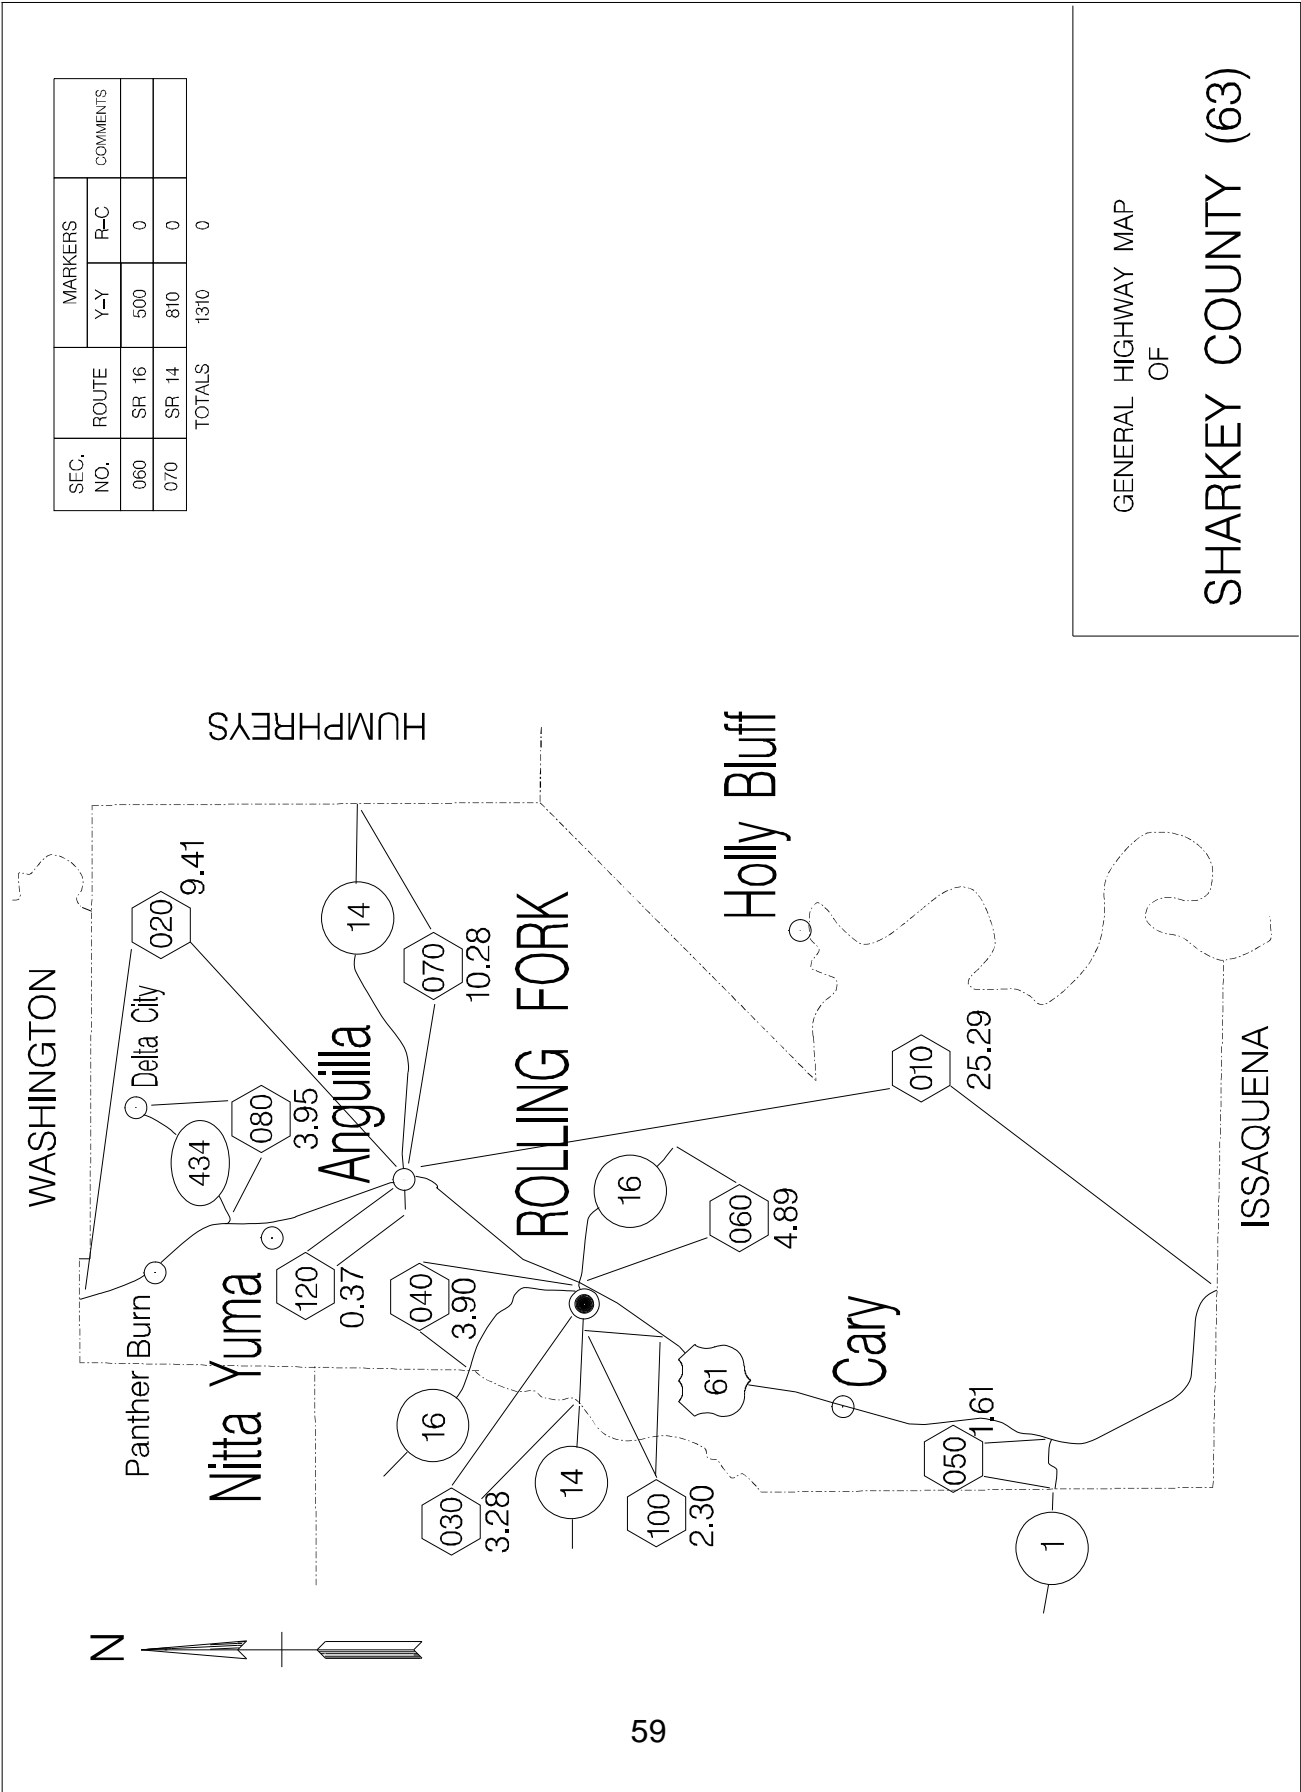 SEC. NO. ROUTE MARKERS COMMENTS
Y-Y R-C
060 SR 16 500 0
070 SR 14 810 0
TOTALS 1310 0
GENERAL HIGHWAY MAP
OF
SHARKEY COUNTY (63)
N
WASHINGTON
HUMPHREYS
ISSAQUENA
Panther Burn
Delta City
Nitta Yuma
Anguilla
ROLLING FORK
Holly Bluff
Cary
020
9.41
434
080
3.95
14
070
10.28
120
0.37
040
3.90
16
030
3.28
14
100
2.30
16
060
4.89
61
010
25.29
050
1.61
1
59